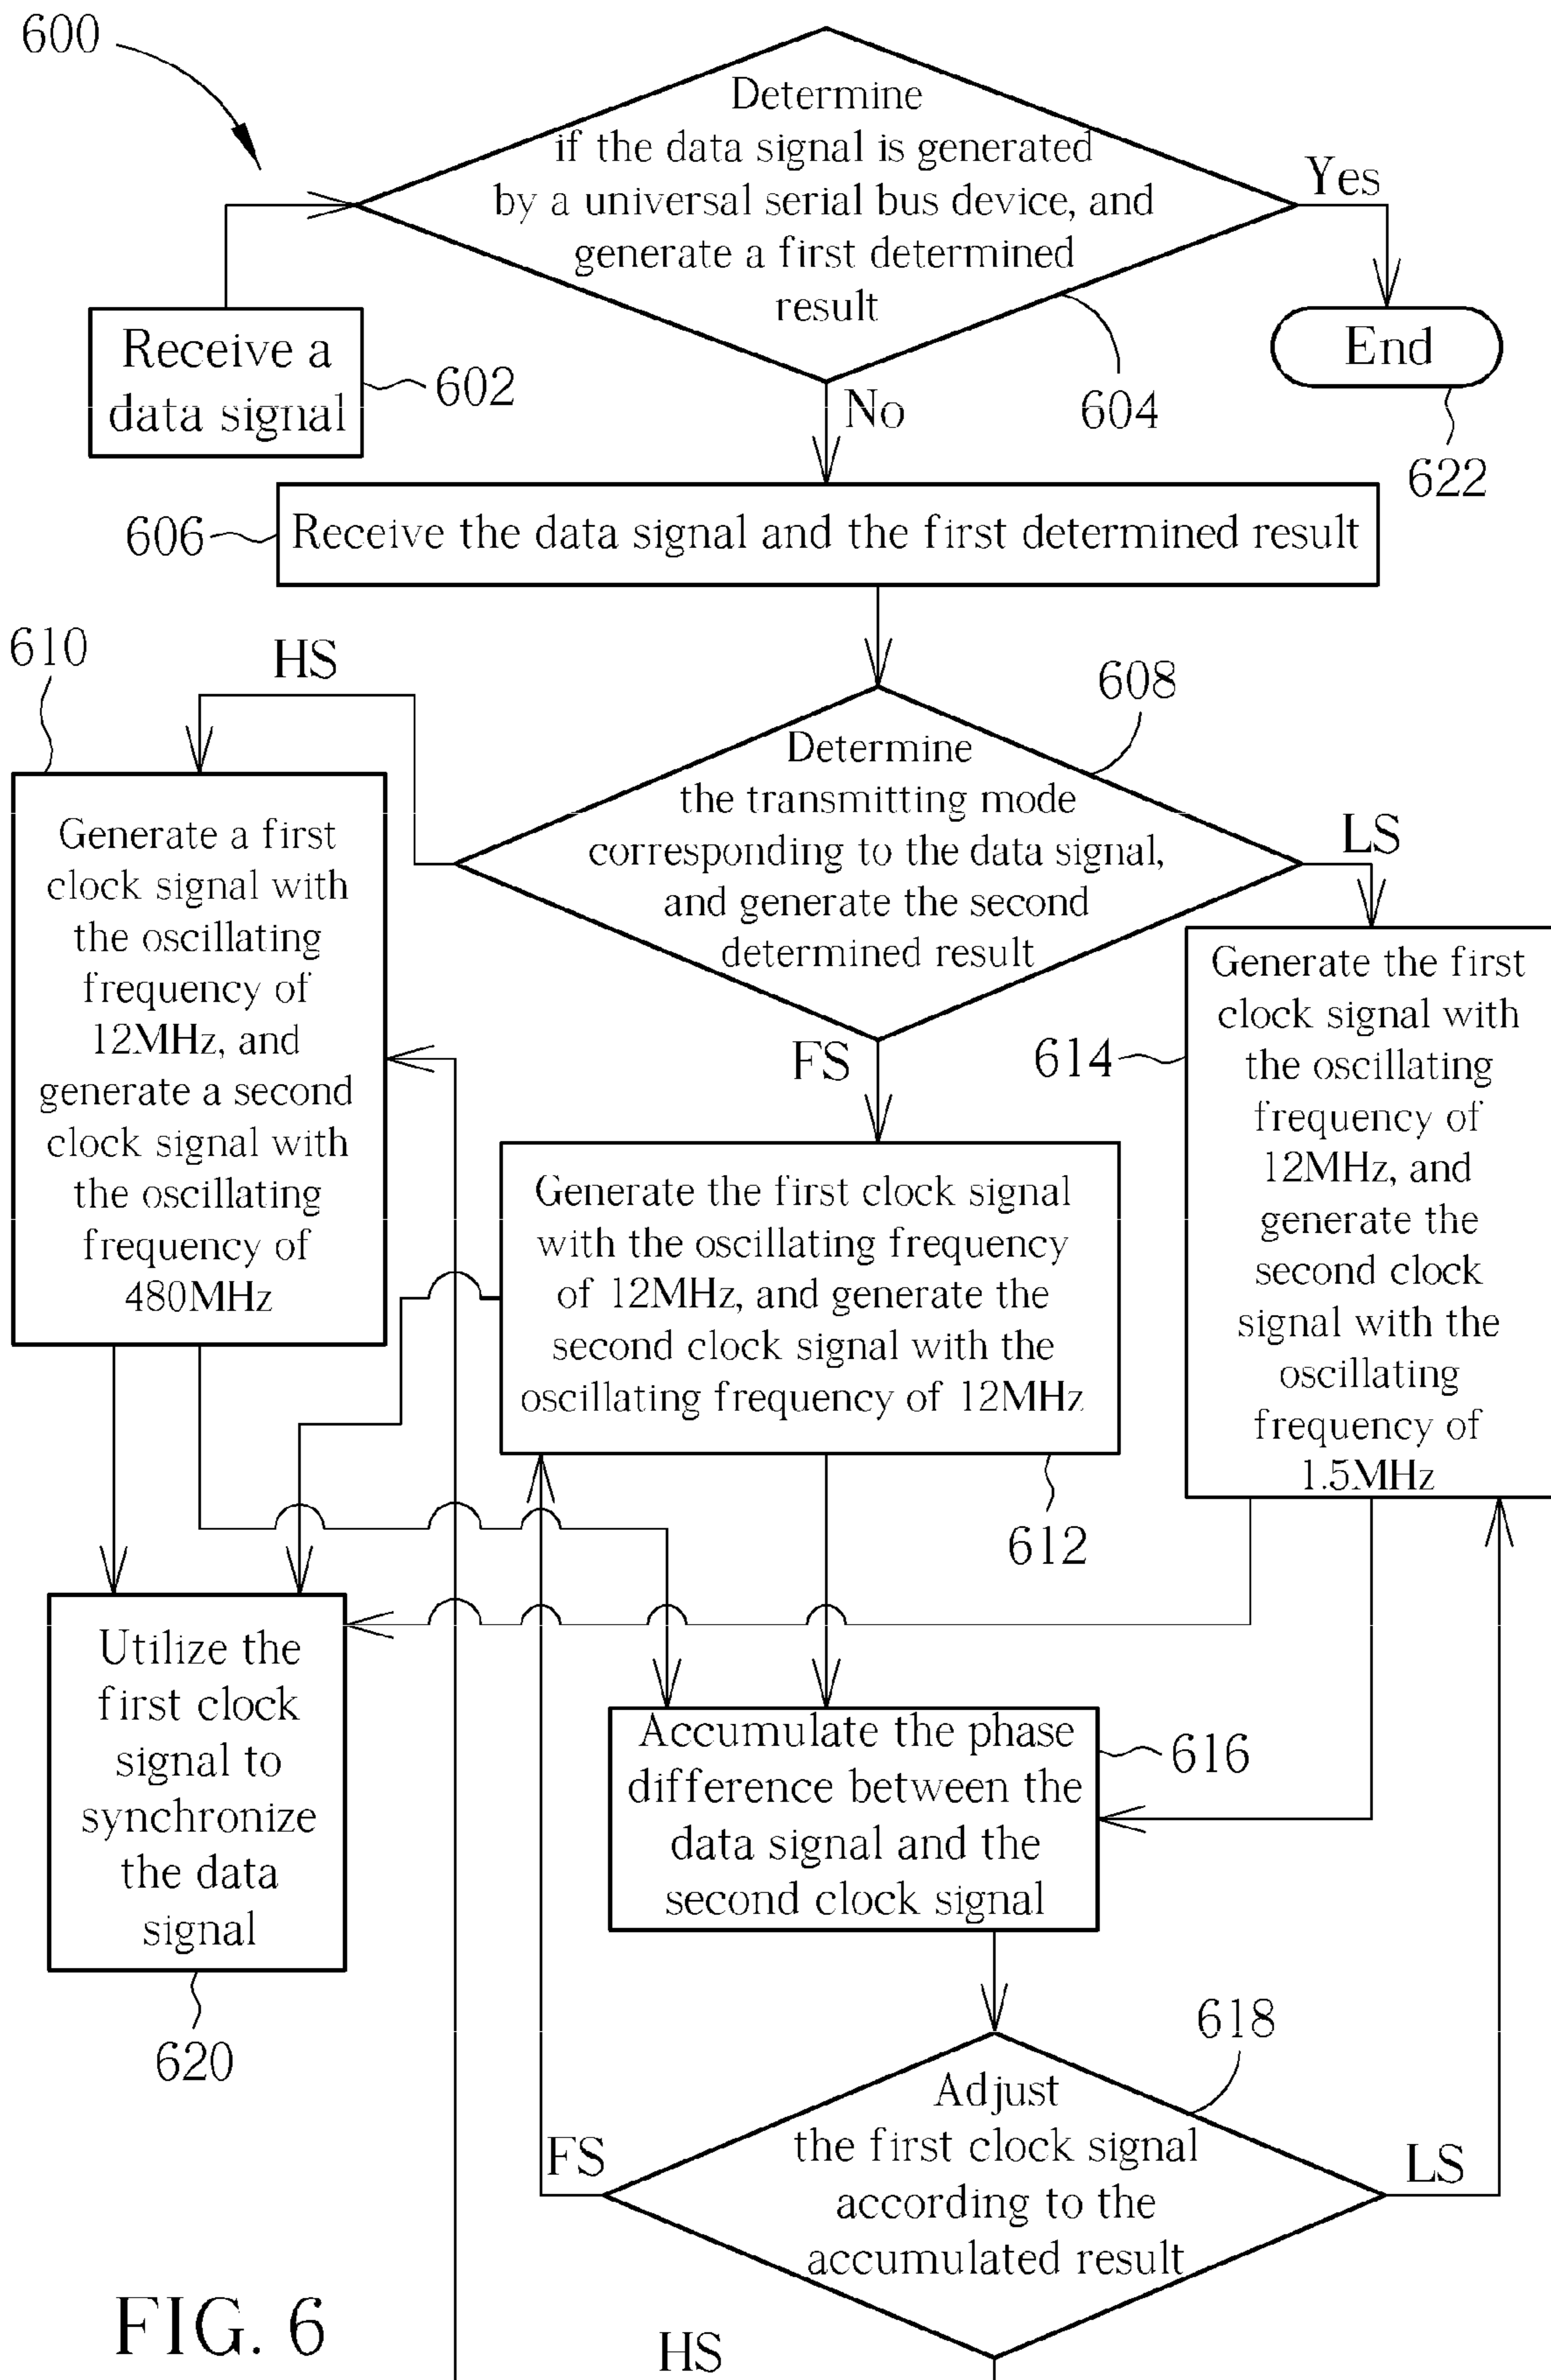 600
Determine
if the data signal is generated
by a universal serial bus device, and
generate a first determined
result
Yes
Receive a
data signal
602
End
No
604
622
606
Receive the data signal and the first determined result
610
HS
608
Determine
the transmitting mode
corresponding to the data signal,
and generate the second
determined result
LS
Generate a first
clock signal with
the oscillating
frequency of
12MHz, and
generate a second
clock signal with
the oscillating
frequency of
480MHz
FS
614
Generate the first
clock signal with
the oscillating
frequency of
12MHz, and
generate the
second clock
signal with the
oscillating
frequency of
1.5MHz
Generate the first clock signal
with the oscillating frequency
of 12MHz, and generate the
second clock signal with the
oscillating frequency of 12MHz
612
Utilize the
first clock
signal to
synchronize
the data
signal
620
Accumulate the phase
difference between the
data signal and the
second clock signal
616
618
Adjust
the first clock signal
according to the
accumulated result
FS
LS
HS
FIG. 6